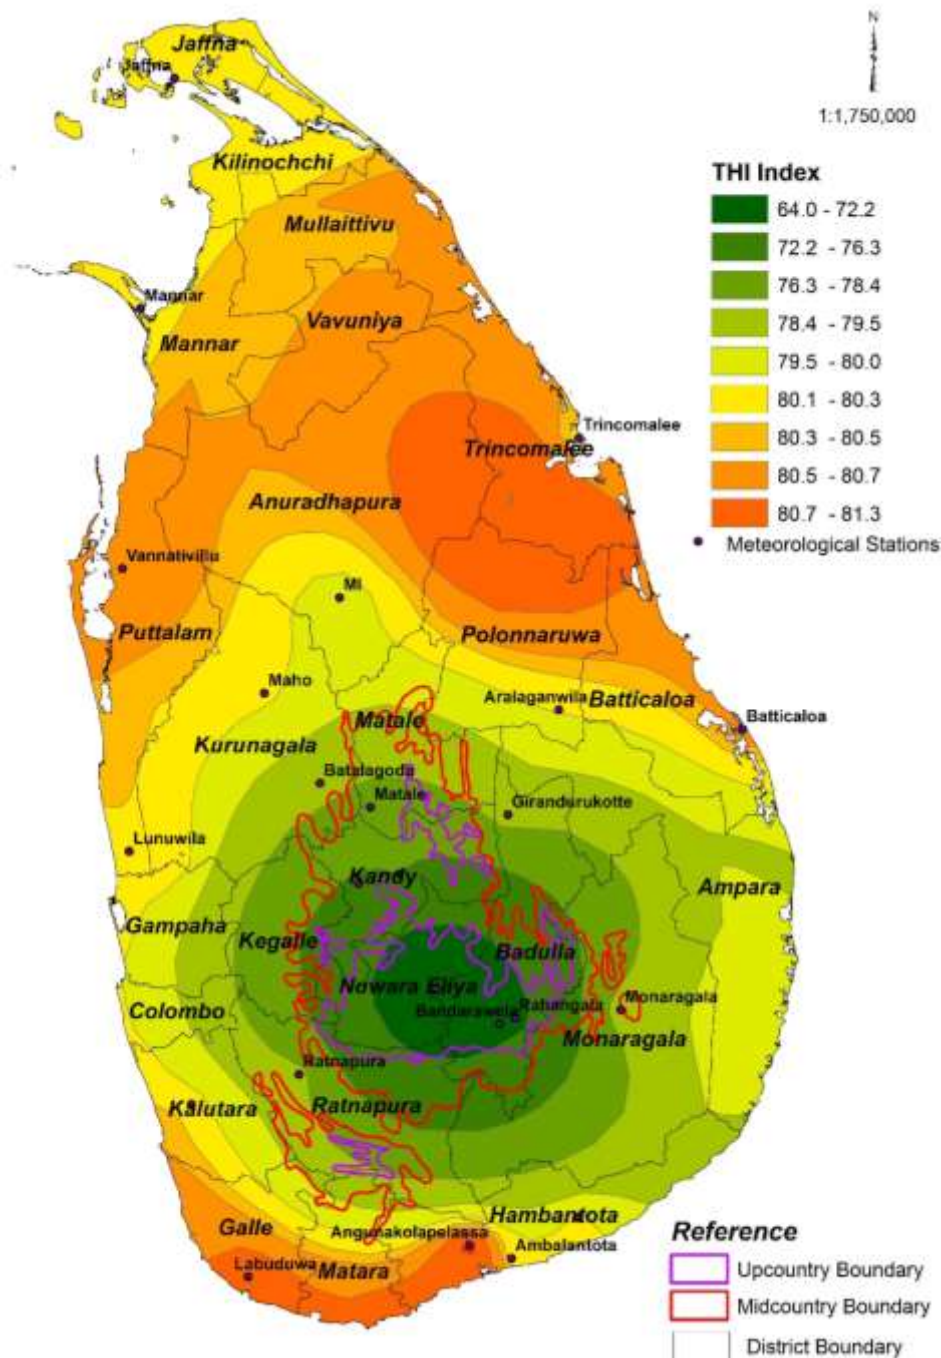 N
1:1,750,000
Jaffna
Jaffna
Kilinochchi
THI Index
64.0 - 72.2
72.2 - 76.3
76.3 - 78.4
78.4 - 79.5
79.5 - 80.0
80.1 - 80.3
80.3 - 80.5
80.5 - 80.7
80.7 - 81.3
Meteorological Stations
Mullaittivu
Mannar
Vavuniya
Mannar
Trincomalee
Trincomalee
Anuradhapura
Vannativillu
MI
Puttalam
Polonnaruwa
Maho
Aralaganwila
Batticaloa
Batticaloa
Matale
Kurunagala
Batalagoda
Matale
Girandurukotte
Lunuwila
Kandy
Ampara
Gampaha
Kegalle
Badulla
Nuwara Eliya
Colombo
Bandarawela
Rahangala
Monaragala
Monaragala
Ratnapura
Kalutara
Ratnapura
Galle
Hambantota
Angunakolapelassa
Ambalantota
Labuduwa
Matara
Reference
Upcountry Boundary
Midcountry Boundary
District Boundary